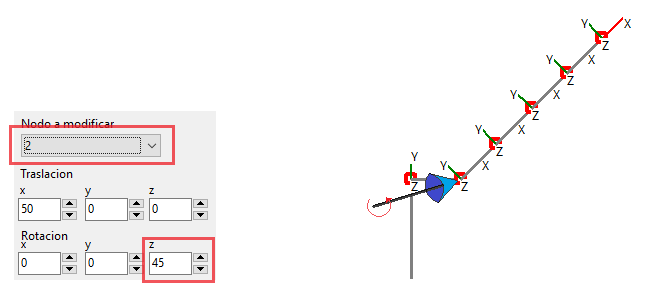 Nodo a modificar
2
Traslacion
x y z
50 0 0
Rotacion
x y z
0 0 45
X
Y
Z
Y
X
Z
Y
X
Z
Y
X
Z
Y
Y
X
Z
Z